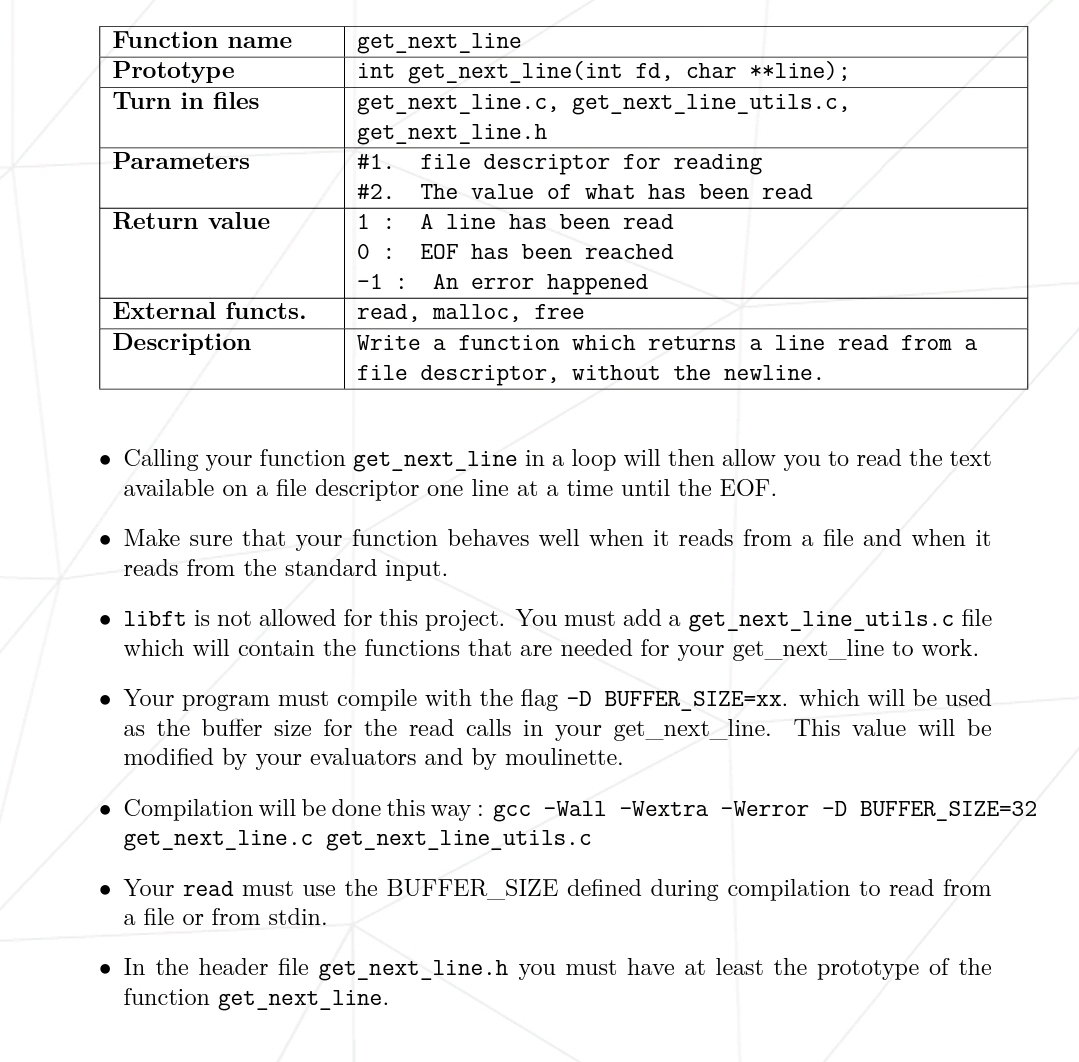 Function name get_next_line
Prototype int get_next_line(int fd, char **line);
Turn in files get_next_line.c, get_next_line_utils.c,
get_next_line.h
Parameters #1. file descriptor for reading
#2. The value of what has been read
Return value 1 : A line has been read
0 : EOF has been reached
-1 : An error happened
External functs. read, malloc, free
Description Write a function which returns a line read from a
file descriptor, without the newline.
• Calling your function get_next_line in a loop will then allow you to read the text
available on a file descriptor one line at a time until the EOF.
• Make sure that your function behaves well when it reads from a file and when it
reads from the standard input.
• libft is not allowed for this project. You must add a get_next_line_utils.c file
which will contain the functions that are needed for your get_next_line to work.
• Your program must compile with the flag -D BUFFER_SIZE=xx. which will be used
as the buffer size for the read calls in your get_next_line. This value will be
modified by your evaluators and by moulinette.
• Compilation will be done this way : gcc -Wall -Wextra -Werror -D BUFFER_SIZE=32
get_next_line.c get_next_line_utils.c
• Your read must use the BUFFER_SIZE defined during compilation to read from
a file or from stdin.
• In the header file get_next_line.h you must have at least the prototype of the
function get_next_line.